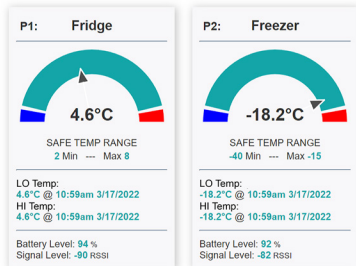 P1: Fridge
4.6°C
SAFE TEMP RANGE
2 Min --- Max 8
LO Temp:
4.6°C @ 10:59am 3/17/2022
HI Temp:
4.6°C @ 10:59am 3/17/2022
Battery Level: 94 %
Signal Level: -90 RSSI
P2: Freezer
-18.2°C
SAFE TEMP RANGE
-40 Min --- Max -15
LO Temp:
-18.2°C @ 10:59am 3/17/2022
HI Temp:
-18.2°C @ 10:59am 3/17/2022
Battery Level: 92 %
Signal Level: -82 RSSI